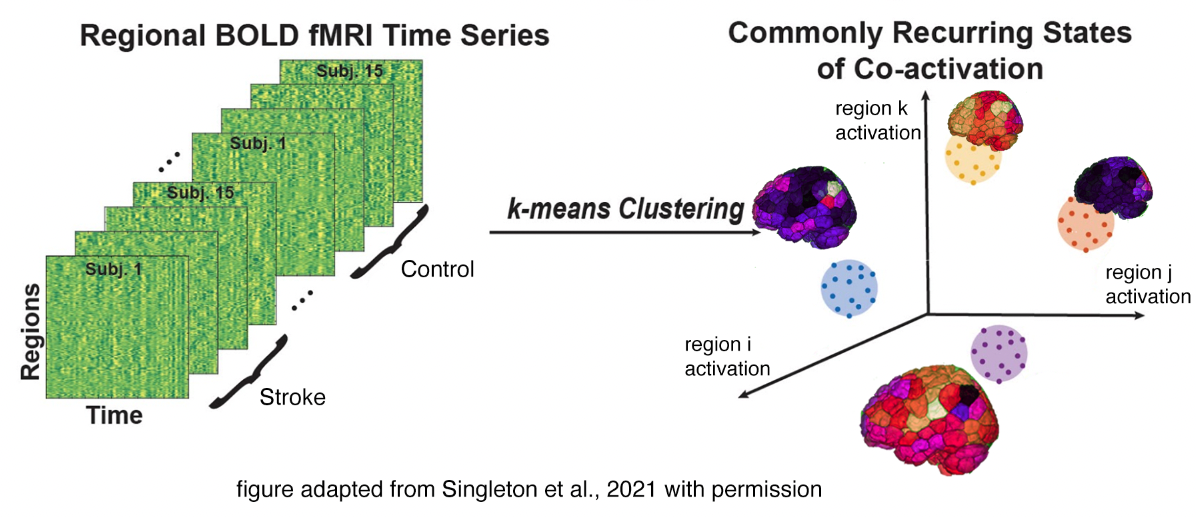 Regional BOLD fMRI Time Series
Subj. 15
Subj. 1
Subj. 15
Subj. 1
Regions
Time
Control
Stroke
k-means Clustering
Commonly Recurring States
of Co-activation
region k
activation
region j
activation
region i
activation
figure adapted from Singleton et al., 2021 with permission